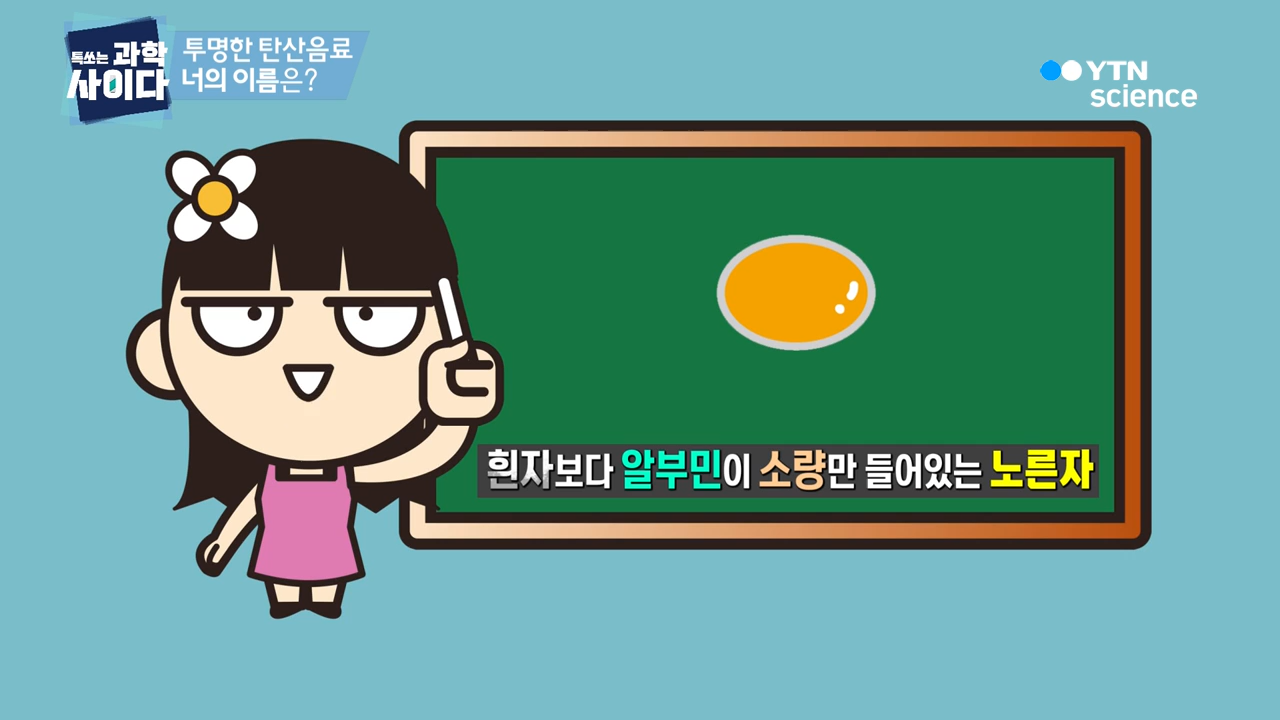 톡쏘는 과학
사이다
투명한 탄산음료
너의 이름은?
YTN
science
흰자보다 알부민이 소량만 들어있는 노른자